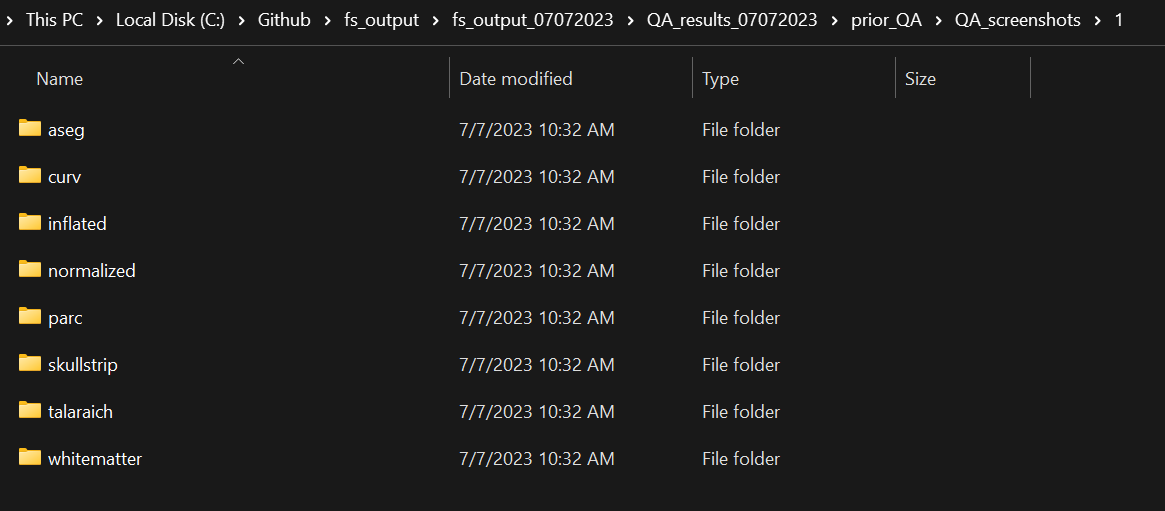 This PC > Local Disk (C:) > Github > fs_output > fs_output_07072023 > QA_results_07072023 > prior_QA > QA_screenshots > 1
Name Date modified Type Size
aseg 7/7/2023 10:32 AM File folder
curv 7/7/2023 10:32 AM File folder
inflated 7/7/2023 10:32 AM File folder
normalized 7/7/2023 10:32 AM File folder
parc 7/7/2023 10:32 AM File folder
skullstrip 7/7/2023 10:32 AM File folder
talaraich 7/7/2023 10:32 AM File folder
whitematter 7/7/2023 10:32 AM File folder